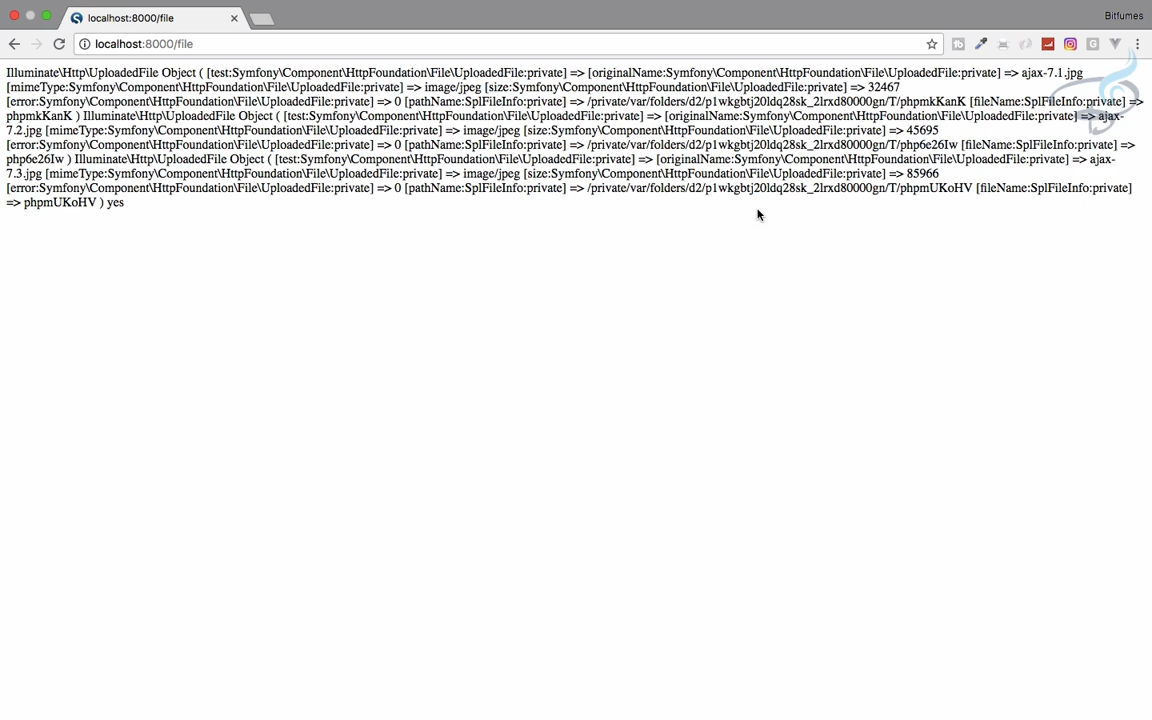 localhost:8000/file
Bitfumes
localhost:8000/file
Illuminate\Http\UploadedFile Object ( [test:Symfony\Component\HttpFoundation\File\UploadedFile:private] => [originalName:Symfony\Component\HttpFoundation\File\UploadedFile:private] => ajax-7.1.jpg
[mimeType:Symfony\Component\HttpFoundation\File\UploadedFile:private] => image/jpeg [size:Symfony\Component\HttpFoundation\File\UploadedFile:private] => 32467
[error:Symfony\Component\HttpFoundation\File\UploadedFile:private] => 0 [pathName:SplFileInfo:private] => /private/var/folders/d2/p1wkgbtj20ldq28sk_2lrxd80000gn/T/phpmkKanK [fileName:SplFileInfo:private] =>
phpmkKanK ) Illuminate\Http\UploadedFile Object ( [test:Symfony\Component\HttpFoundation\File\UploadedFile:private] => [originalName:Symfony\Component\HttpFoundation\File\UploadedFile:private] => ajax-
7.2.jpg [mimeType:Symfony\Component\HttpFoundation\File\UploadedFile:private] => image/jpeg [size:Symfony\Component\HttpFoundation\File\UploadedFile:private] => 45695
[error:Symfony\Component\HttpFoundation\File\UploadedFile:private] => 0 [pathName:SplFileInfo:private] => /private/var/folders/d2/p1wkgbtj20ldq28sk_2lrxd80000gn/T/php6e26Iw [fileName:SplFileInfo:private] =>
php6e26Iw ) Illuminate\Http\UploadedFile Object ( [test:Symfony\Component\HttpFoundation\File\UploadedFile:private] => [originalName:Symfony\Component\HttpFoundation\File\UploadedFile:private] => ajax-
7.3.jpg [mimeType:Symfony\Component\HttpFoundation\File\UploadedFile:private] => image/jpeg [size:Symfony\Component\HttpFoundation\File\UploadedFile:private] => 85966
[error:Symfony\Component\HttpFoundation\File\UploadedFile:private] => 0 [pathName:SplFileInfo:private] => /private/var/folders/d2/p1wkgbtj20ldq28sk_2lrxd80000gn/T/phpmUKoHV [fileName:SplFileInfo:private]
=> phpmUKoHV ) yes